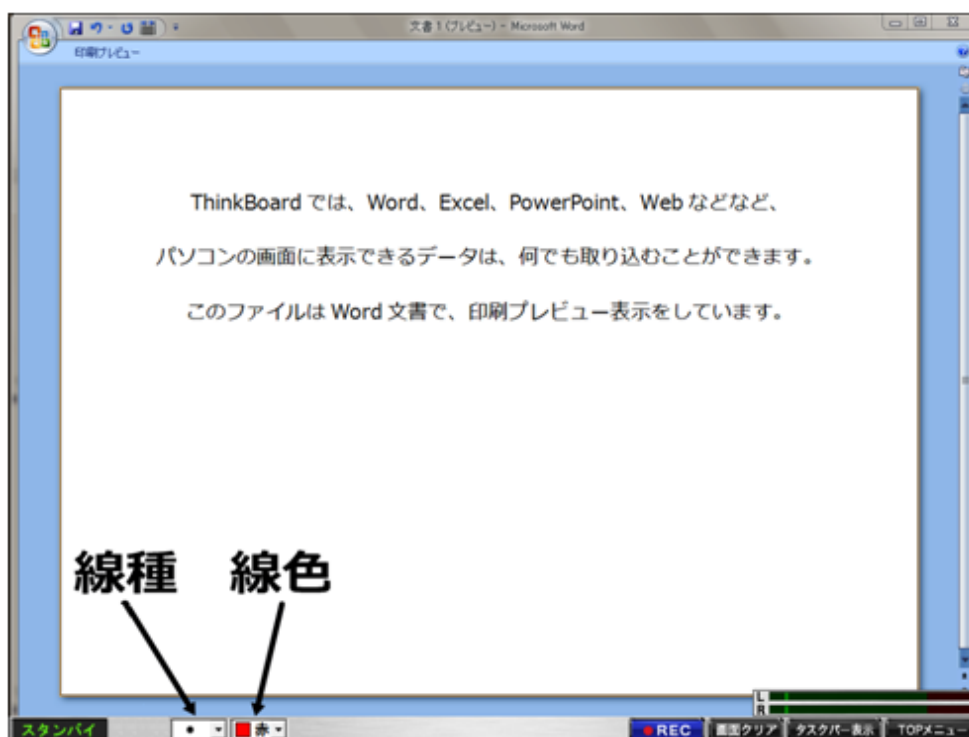 文書 1 (プレビュー) - Microsoft Word
印刷プレビュー
ThinkBoard では、Word、Excel、PowerPoint、Web などなど、
パソコンの画面に表示できるデータは、何でも取り込むことができます。
このファイルは Word 文書で、印刷プレビュー表示をしています。
線種 線色
L
R
スタンバイ 赤 REC 画面クリア タスクバー表示 TOPメニュー